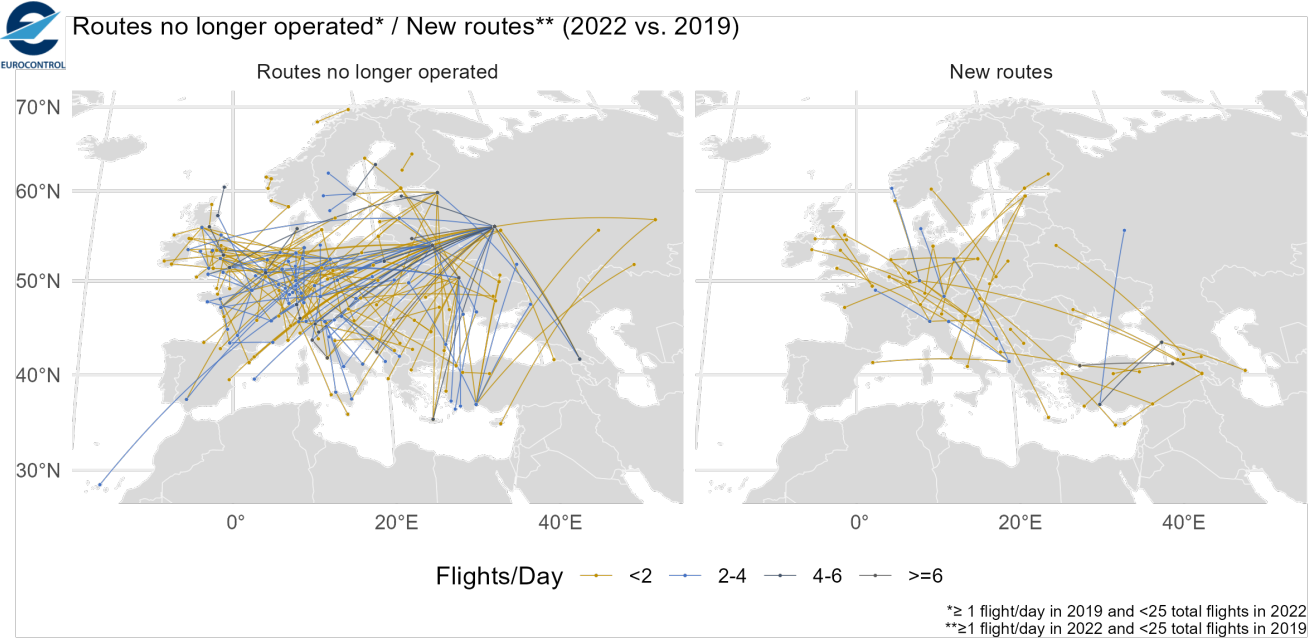 Routes no longer operated* / New routes** (2022 vs. 2019)
EUROCONTROL
Routes no longer operated
New routes
70°N
60°N
50°N
40°N
30°N
0° 20°E 40°E 0° 20°E 40°E
Flights/Day <2 2-4 4-6 >=6
*≥ 1 flight/day in 2019 and <25 total flights in 2022
**≥1 flight/day in 2022 and <25 total flights in 2019